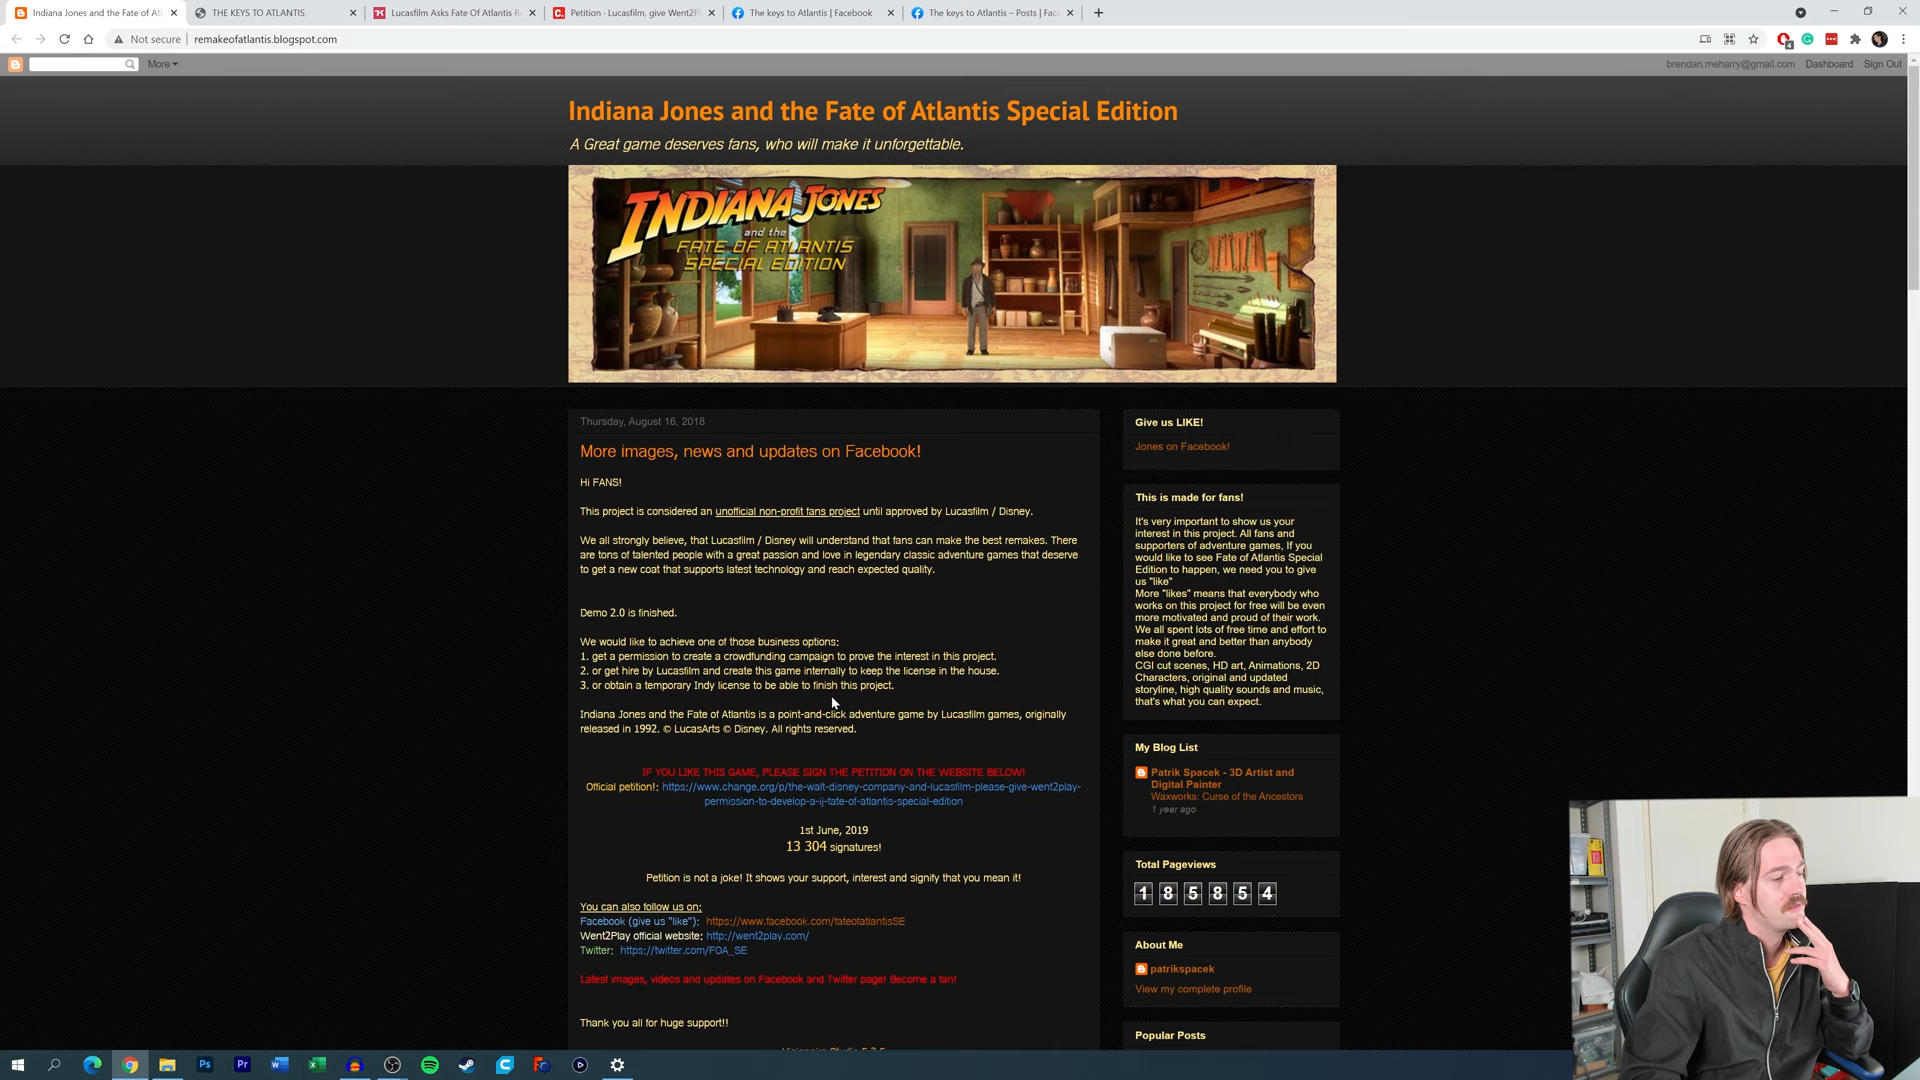 Indiana Jones and the Fate of Atl
THE KEYS TO ATLANTIS
Lucasfilm Asks Fate Of Atlantis R
Petition · Lucasfilm, give Went2P
The keys to Atlantis | Facebook
The keys to Atlantis – Posts | Fac
Not secure
remakeofatlantis.blogspot.com
More
brendan.meharry@gmail.com Dashboard Sign Out
Indiana Jones and the Fate of Atlantis Special Edition
A Great game deserves fans, who will make it unforgettable.
INDIANA JONES
and the
FATE OF ATLANTIS
SPECIAL EDITION
Thursday, August 16, 2018
More images, news and updates on Facebook!
Hi FANS!
This project is considered an unofficial non-profit fans project until approved by Lucasfilm / Disney.
We all strongly believe, that Lucasfilm / Disney will understand that fans can make the best remakes. There
are tons of talented people with a great passion and love in legendary classic adventure games that deserve
to get a new coat that supports latest technology and reach expected quality.
Demo 2.0 is finished.
We would like to achieve one of those business options:
1. get a permission to create a crowdfunding campaign to prove the interest in this project.
2. or get hire by Lucasfilm and create this game internally to keep the license in the house.
3. or obtain a temporary Indy license to be able to finish this project.
Indiana Jones and the Fate of Atlantis is a point-and-click adventure game by Lucasfilm games, originally
released in 1992. © LucasArts © Disney. All rights reserved.
IF YOU LIKE THIS GAME, PLEASE SIGN THE PETITION ON THE WEBSITE BELOW!
Official petition!: https://www.change.org/p/the-walt-disney-company-and-lucasfilm-please-give-went2play-
permission-to-develop-a-ij-fate-of-atlantis-special-edition
1st June, 2019
13 304 signatures!
Petition is not a joke! It shows your support, interest and signify that you mean it!
You can also follow us on:
Facebook (give us "like"): https://www.facebook.com/fateofatlantisSE
Went2Play official website: http://went2play.com/
Twitter: https://twitter.com/FOA_SE
Latest images, videos and updates on Facebook and Twitter page! Become a fan!
Thank you all for huge support!!
Give us LIKE!
Jones on Facebook!
This is made for fans!
It's very important to show us your
interest in this project. All fans and
supporters of adventure games, If you
would like to see Fate of Atlantis Special
Edition to happen, we need you to give
us "like"
More "likes" means that everybody who
works on this project for free will be even
more motivated and proud of their work.
We all spent lots of free time and effort to
make it great and better than anybody
else done before.
CGI cut scenes, HD art, Animations, 2D
Characters, original and updated
storyline, high quality sounds and music,
that's what you can expect.
My Blog List
Patrik Spacek - 3D Artist and
Digital Painter
Waxworks: Curse of the Ancestors
1 year ago
Total Pageviews
185854
About Me
patrikspacek
View my complete profile
Popular Posts